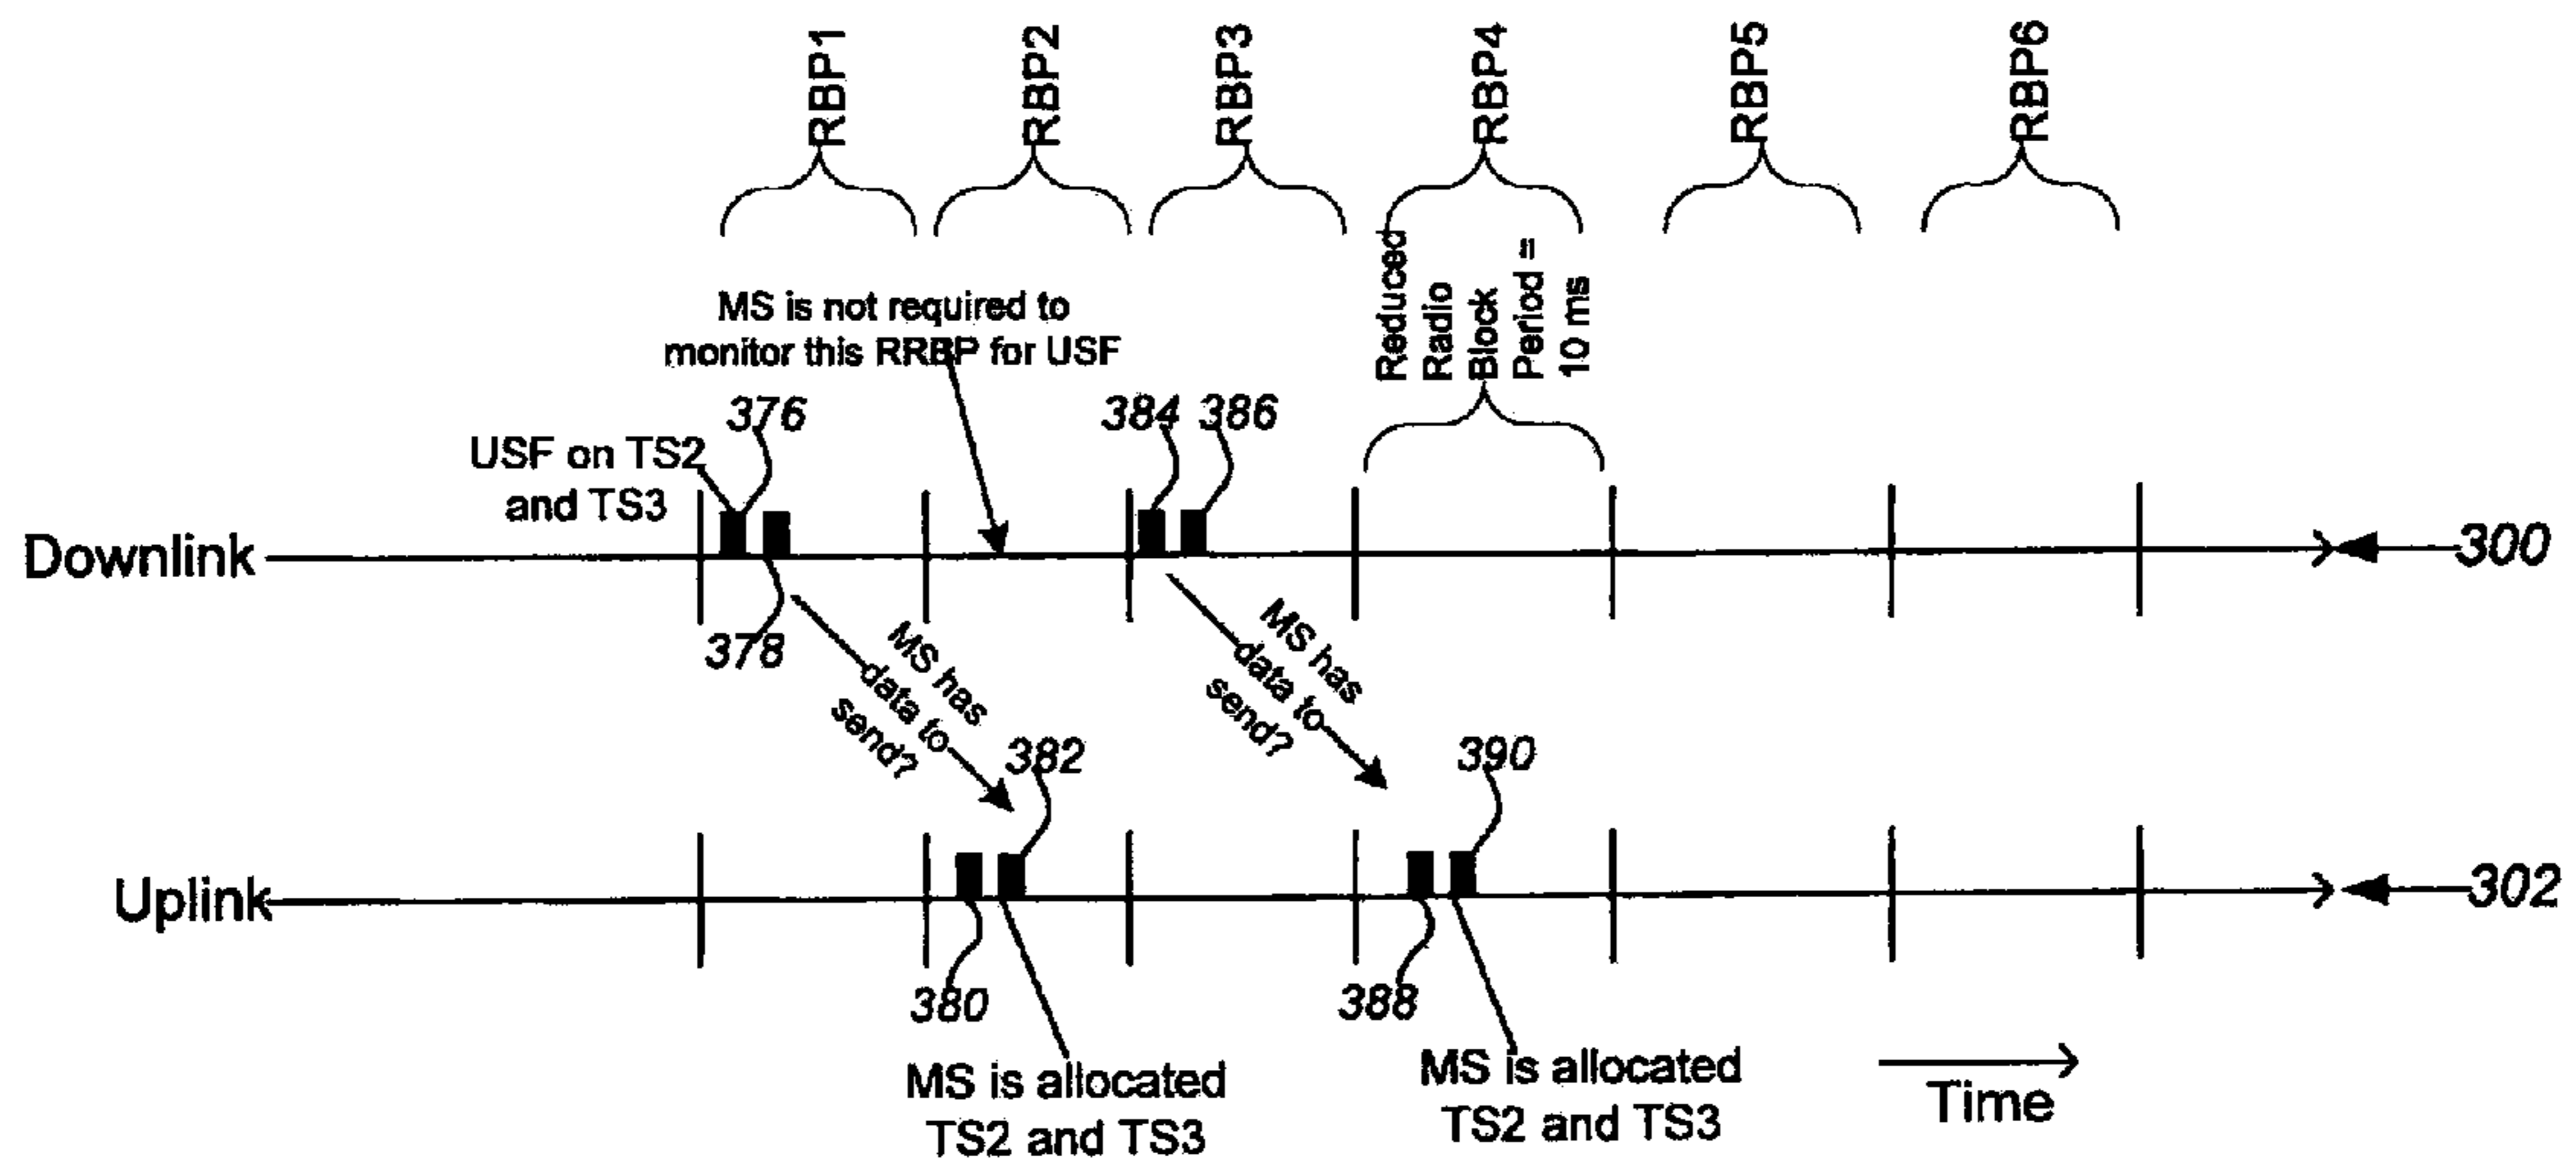 RBP1
RBP2
RBP3
RBP4
RBP5
RBP6
Reduced
Radio
Block
Period =
10 ms
MS is not required to
monitor this RRBP for USF
376
384
386
USF on TS2
and TS3
Downlink
300
378
MS has
data to
send?
MS has
data to
send?
382
390
Uplink
302
380
388
MS is allocated
TS2 and TS3
MS is allocated
TS2 and TS3
Time